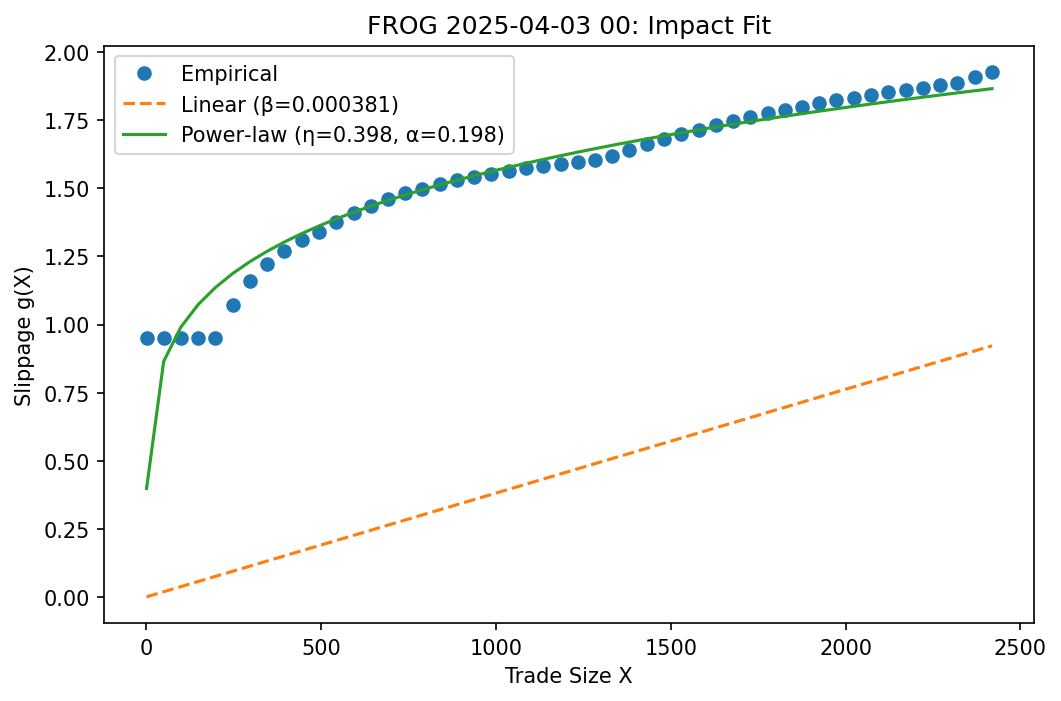 FROG 2025-04-03 00: Impact Fit
Empirical
Linear (β=0.000381)
Power-law (η=0.398, α=0.198)
Slippage g(X)
2.00
1.75
1.50
1.25
1.00
0.75
0.50
0.25
0.00
0 500 1000 1500 2000 2500
Trade Size X